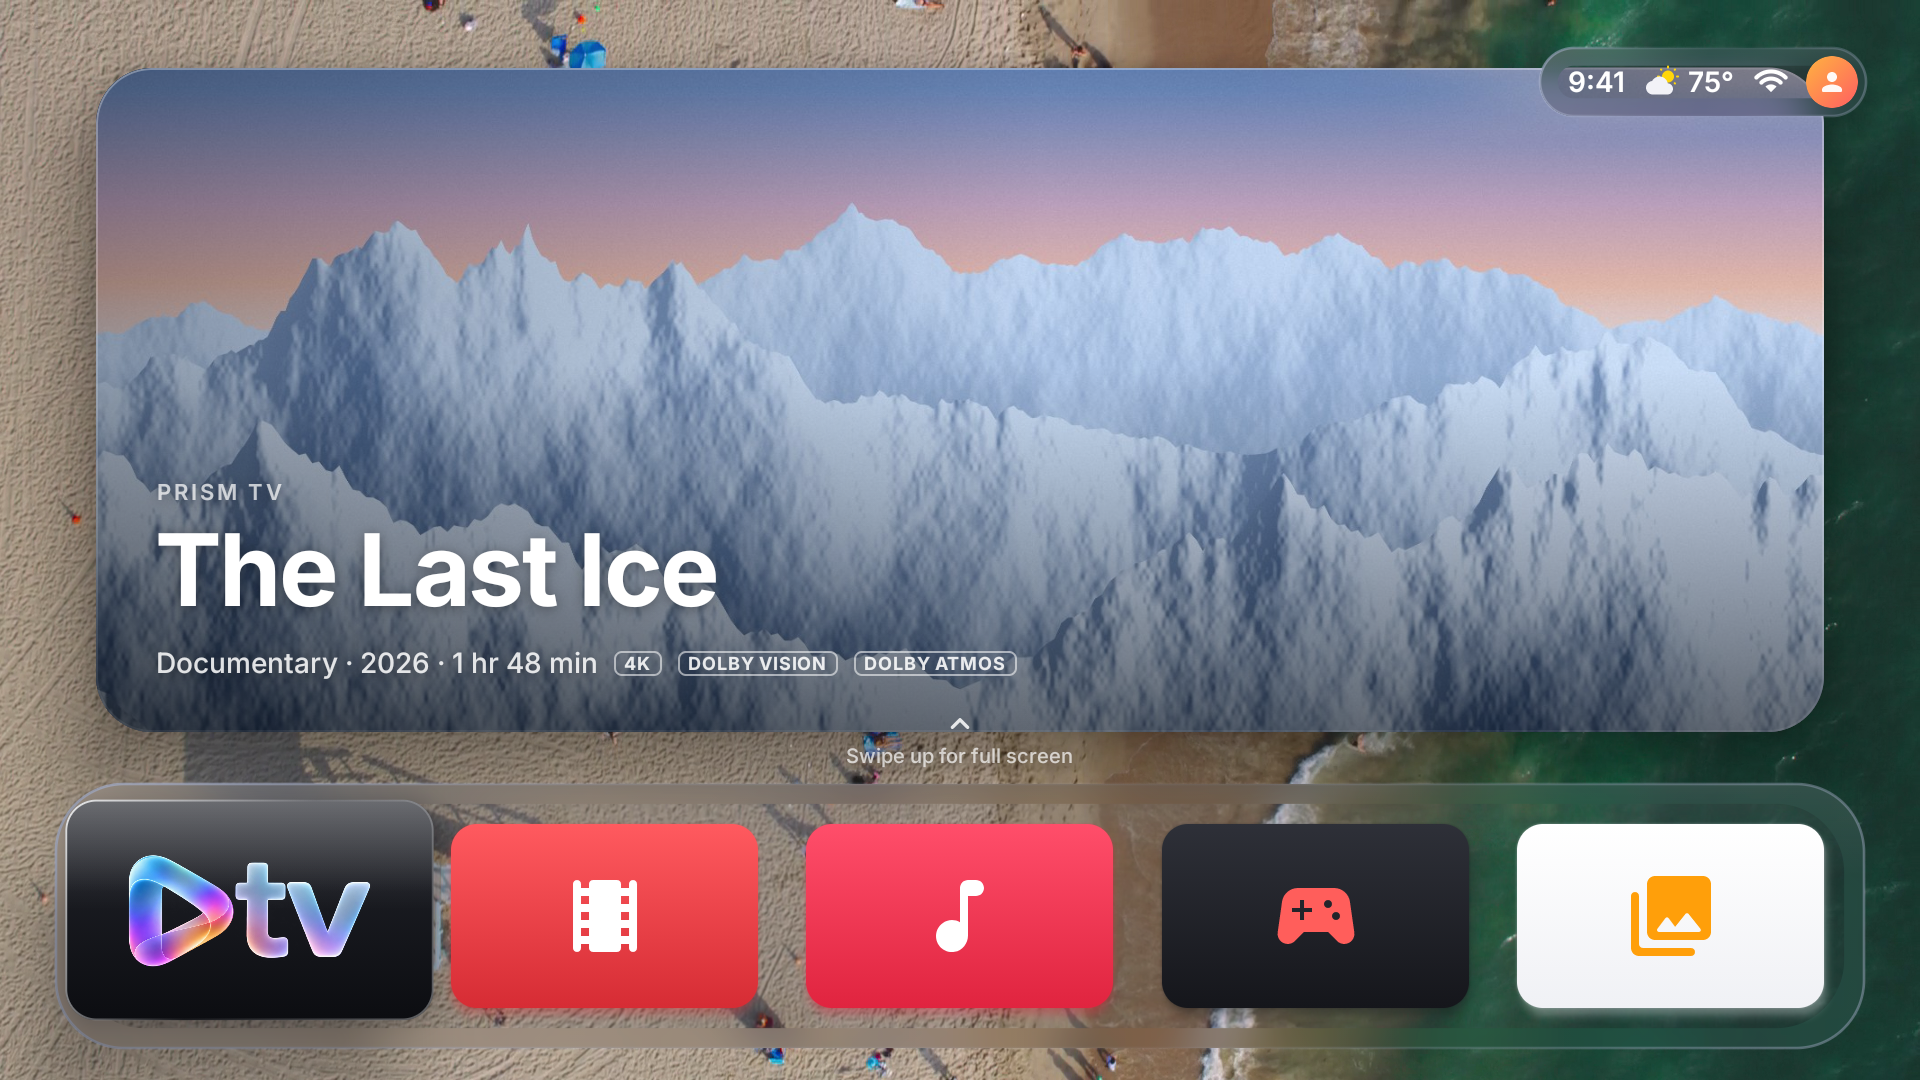 9:41 75°
PRISM TV
The Last Ice
Documentary · 2026 · 1 hr 48 min 4K DOLBY VISION DOLBY ATMOS
Swipe up for full screen
tv